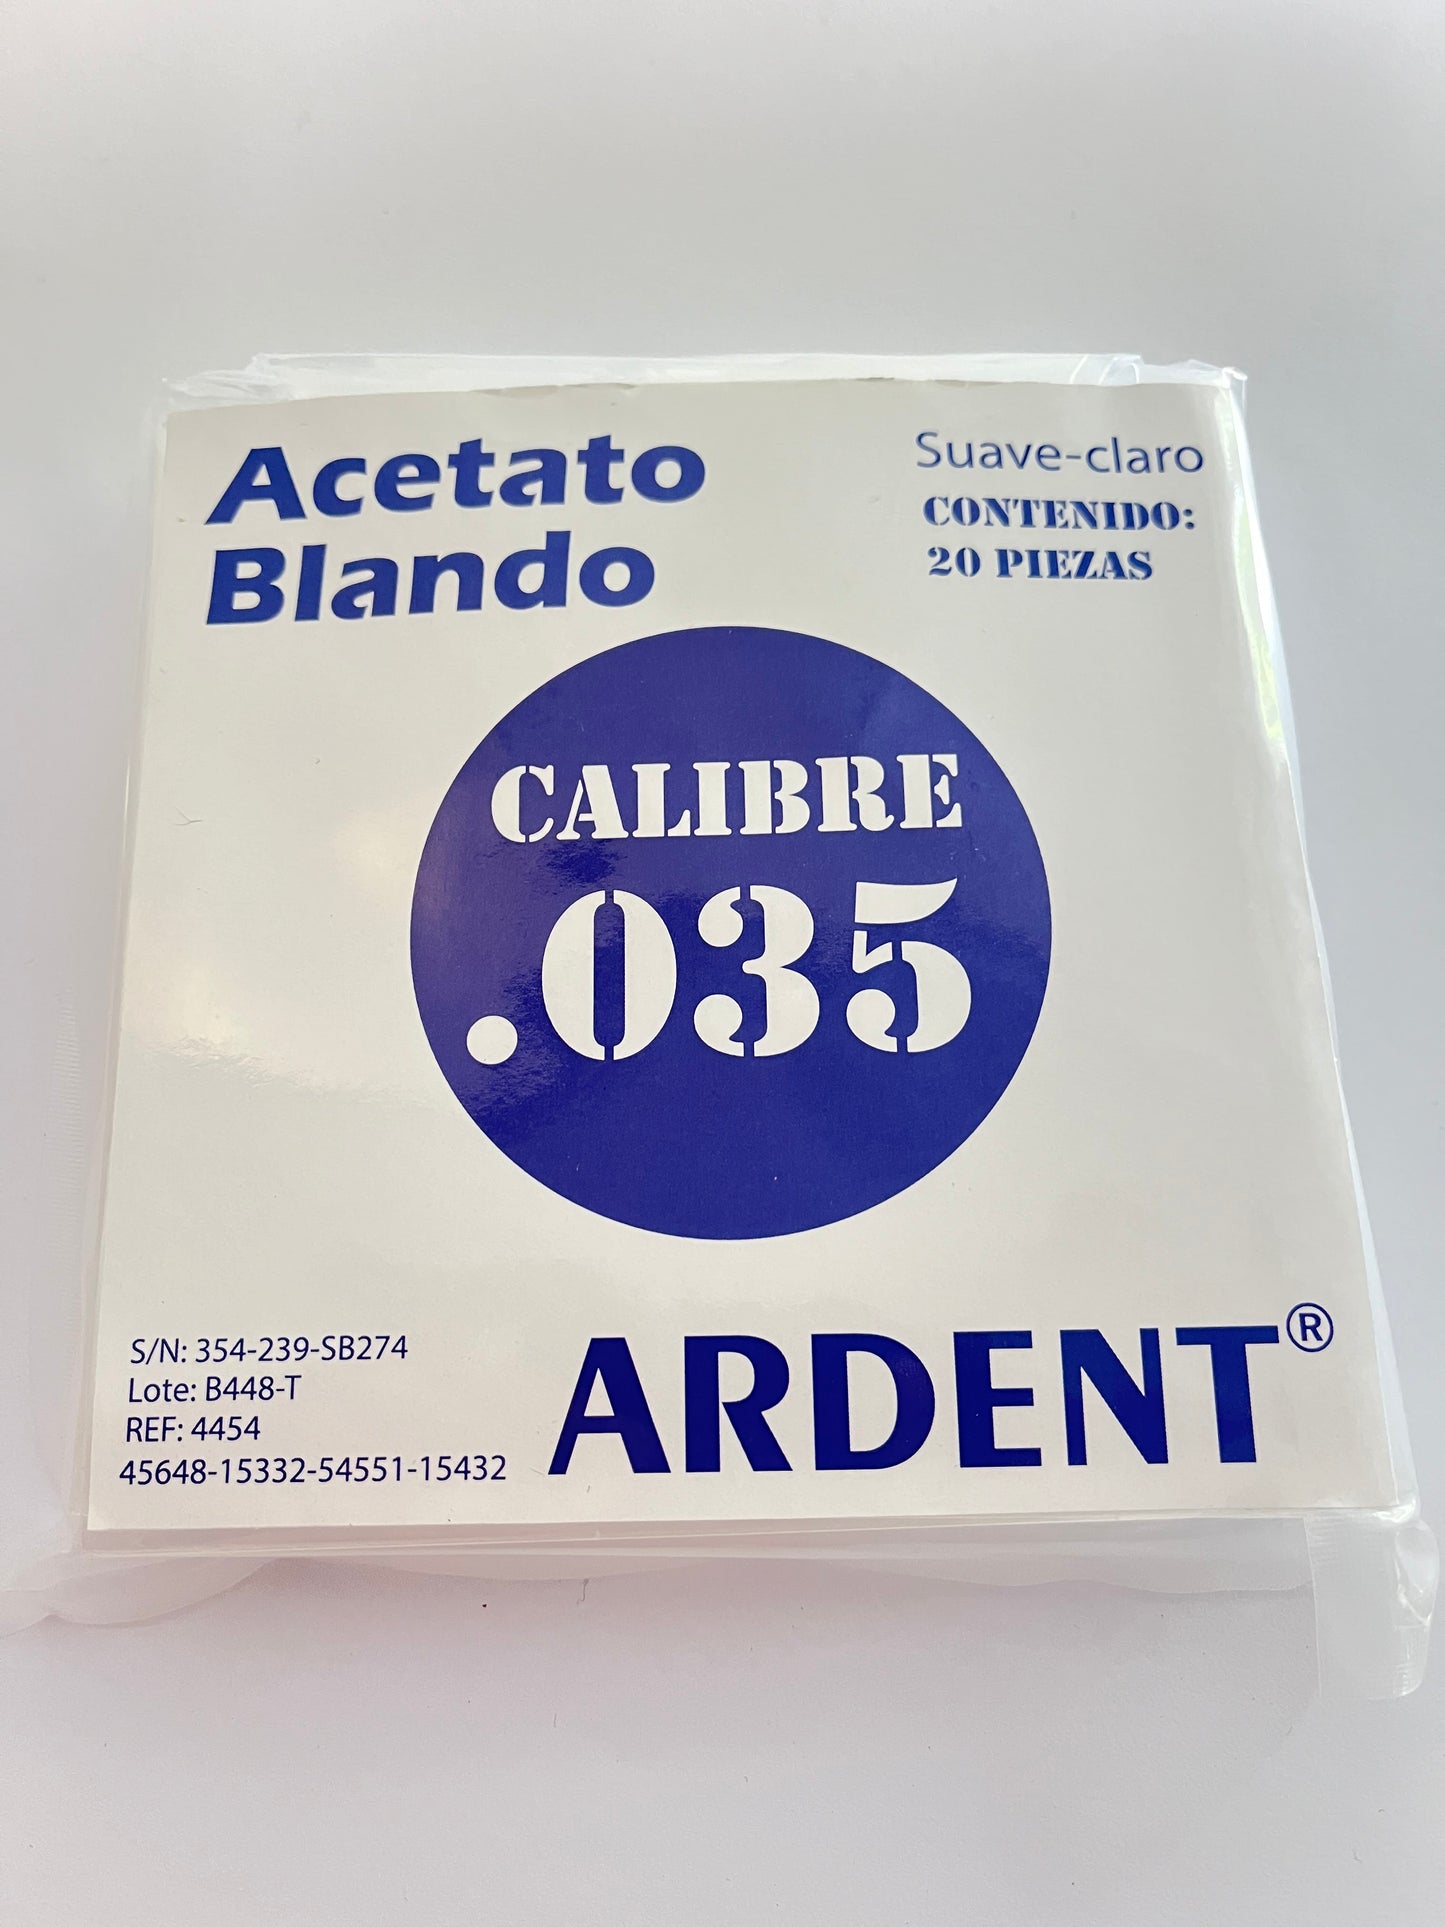 Acetato
Blando
Suave-claro
CONTENIDO:
20 PIEZAS
CALIBRE
.035
S/N: 354-239-SB274
Lote: B448-T
REF: 4454
45648-15332-54551-15432
ARDENT®